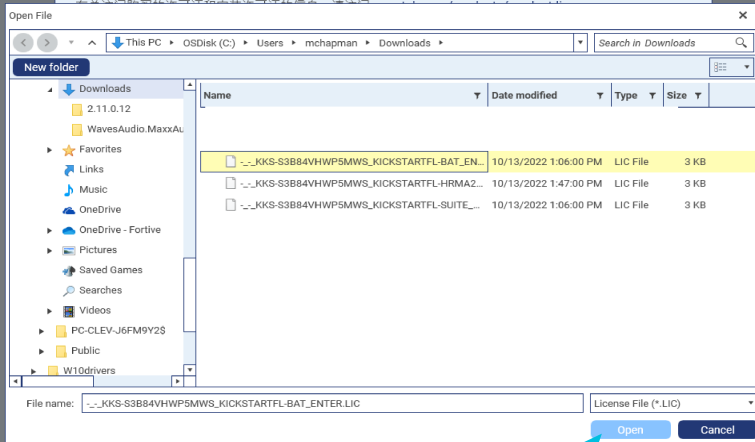 Open File
This PC ▸ OSDisk (C:) ▸ Users ▸ mchapman ▸ Downloads ▸
Search in Downloads
New folder
Name Date modified Type Size
Downloads
2.11.0.12
WavesAudio.MaxxAu
Favorites
Links
Music
OneDrive
OneDrive - Fortive
Pictures
Saved Games
Searches
Videos
PC-CLEV-J6FM9Y2$
Public
W10drivers
-_-_KKS-S3B84VHWP5MWS_KICKSTARTFL-BAT_EN... 10/13/2022 1:06:00 PM LIC File 3 KB
-_-_KKS-S3B84VHWP5MWS_KICKSTARTFL-HRMA2... 10/13/2022 1:47:00 PM LIC File 3 KB
-_-_KKS-S3B84VHWP5MWS_KICKSTARTFL-SUITE_... 10/13/2022 1:06:00 PM LIC File 3 KB
File name: -_-_KKS-S3B84VHWP5MWS_KICKSTARTFL-BAT_ENTER.LIC License File (*.LIC)
Open Cancel